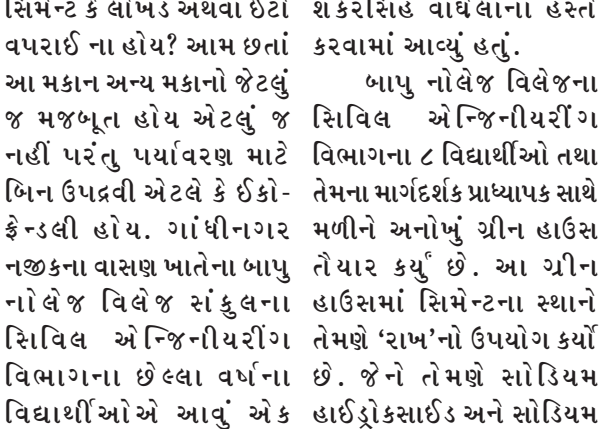 સિમેન્ટ કે લોખંડ અથવા ઈંટો
વપરાઈ ના હોય? આમ છતાં
આ મકાન અન્ય મકાનો જેટલું
જ મજબૂત હોય એટલું જ
નહીં પરંતુ પર્યાવરણ માટે
બિન ઉપદ્રવી એટલે કે ઈકો-
ફ્રેન્ડલી હોય. ગાંધીનગર
નજીકના વાસણ ખાતેના બાપુ
નોલેજ વિલેજ સંકુલના
સિવિલ એન્જિનીયરીંગ
વિભાગના છેલ્લા વર્ષના
વિદ્યાર્થીઓએ આવું એક
શંકરસિંહ વાઘેલાના હસ્તે
કરવામાં આવ્યું હતું.
બાપુ નોલેજ વિલેજના
સિવિલ એન્જિનીયરીંગ
વિભાગના ૮ વિદ્યાર્થીઓ તથા
તેમના માર્ગદર્શક પ્રાધ્યાપક સાથે
મળીને અનોખું ગ્રીન હાઉસ
તૈયાર કર્યું છે. આ ગ્રીન
હાઉસમાં સિમેન્ટના સ્થાને
તેમણે ‘રાખ’નો ઉપયોગ કર્યો
છે. જેને તેમણે સોડિયમ
હાઈડ્રોકસાઈડ અને સોડિયમ